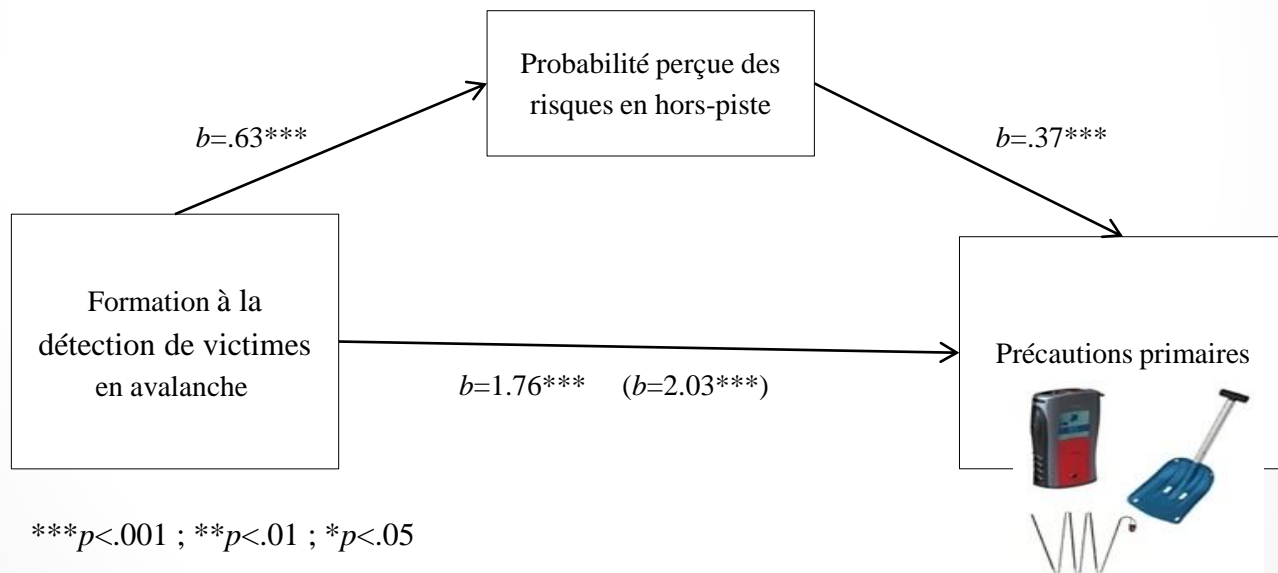 Probabilité perçue des
risques en hors-piste
b=.63***
b=.37***
Formation à la
détection de victimes
en avalanche
Précautions primaires
b=1.76*** (b=2.03***)
***p<.001 ; **p<.01 ; *p<.05